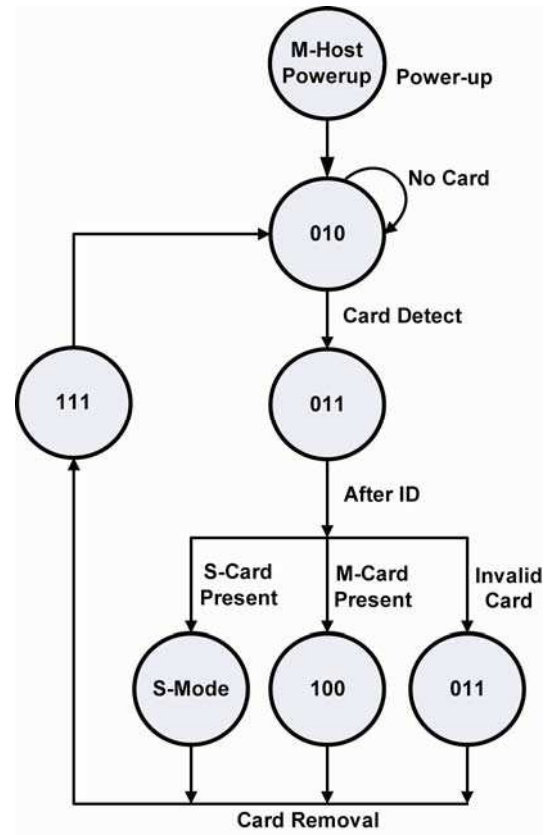 M-Host
Powerup
Power-up
No Card
010
Card Detect
111
011
After ID
S-Card
Present
M-Card
Present
Invalid
Card
S-Mode
100
011
Card Removal